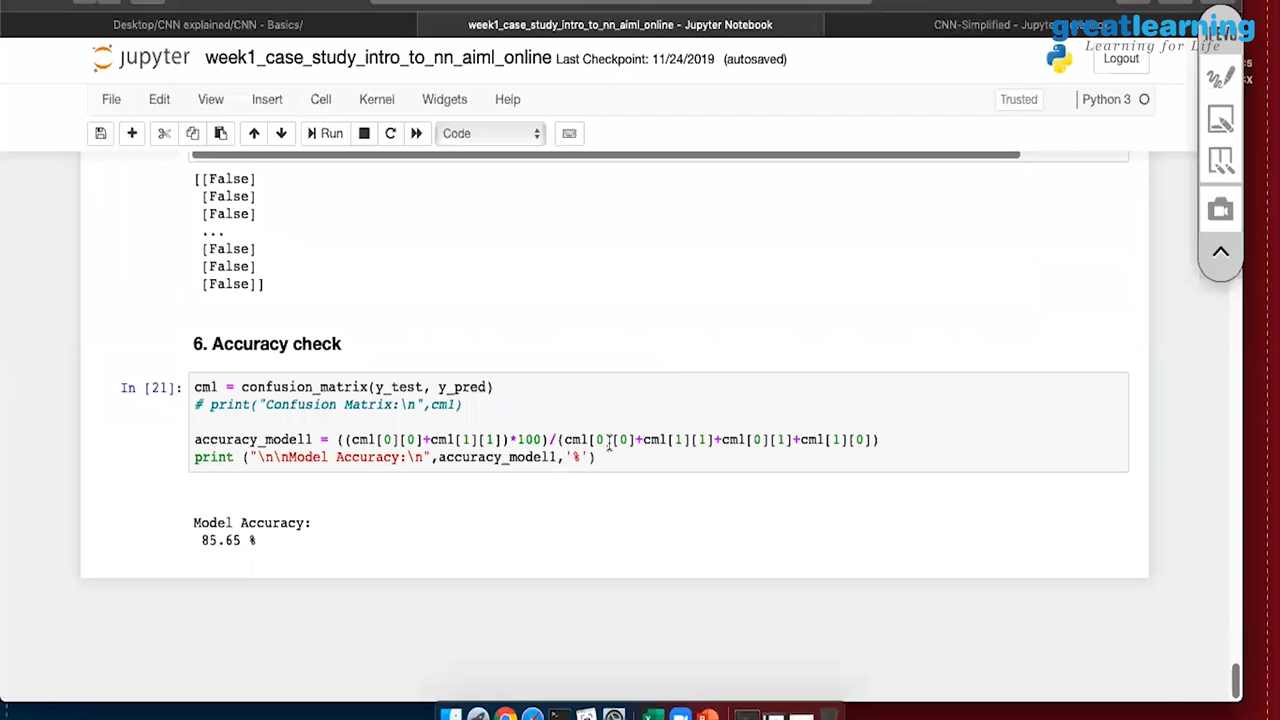 Desktop/CNN explained/CNN - Basics/
week1_case_study_intro_to_nn_aiml_online - Jupyter Notebook
CNN-Simplified - Jupyter
greatlearning
Learning for Life
jupyter week1_case_study_intro_to_nn_aiml_online Last Checkpoint: 11/24/2019 (autosaved)
Logout
File Edit View Insert Cell Kernel Widgets Help
Trusted
Python 3
Run
Code
[[False]
[False]
[False]
...
[False]
[False]
[False]]
6. Accuracy check
In [21]:
cm1 = confusion_matrix(y_test, y_pred)
# print("Confusion Matrix:\n",cm1)
accuracy_model1 = ((cm1[0][0]+cm1[1][1])*100)/(cm1[0][0]+cm1[1][1]+cm1[0][1]+cm1[1][0])
print ("\n\nModel Accuracy:\n",accuracy_model1,'%')
Model Accuracy:
85.65 %